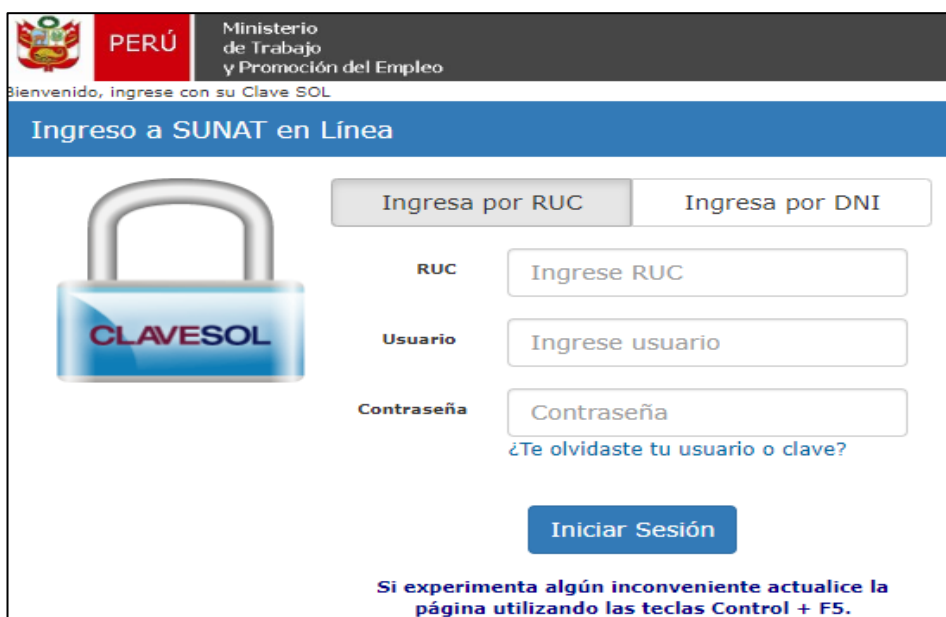 PERÚ
Ministerio
de Trabajo
y Promoción del Empleo
Bienvenido, ingrese con su Clave SOL
Ingreso a SUNAT en Línea
CLAVESOL
Ingresa por RUC
Ingresa por DNI
RUC
Ingrese RUC
Usuario
Ingrese usuario
Contraseña
Contraseña
¿Te olvidaste tu usuario o clave?
Iniciar Sesión
Si experimenta algún inconveniente actualice la
página utilizando las teclas Control + F5.